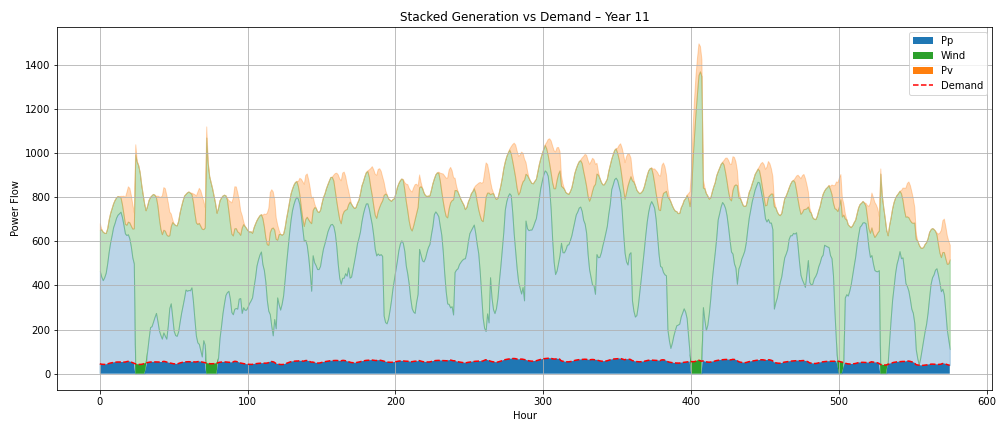 Stacked Generation vs Demand – Year 11
Power Flow
1400
1200
1000
800
600
400
200
0
0 100 200 300 400 500 600
Hour
Pp
Wind
Pv
Demand